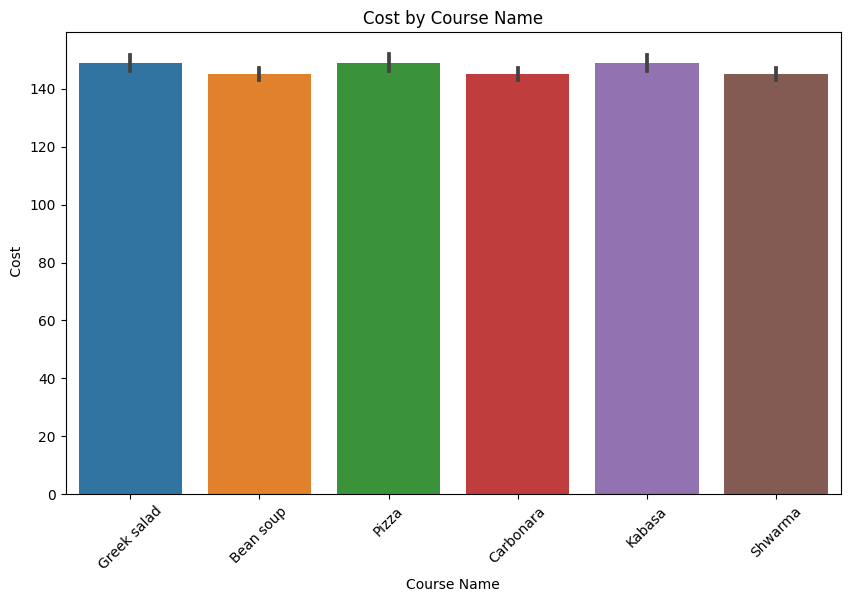 Cost by Course Name
Cost
140
120
100
80
60
40
20
0
Greek salad
Bean soup
Pizza
Carbonara
Kabasa
Shwarma
Course Name